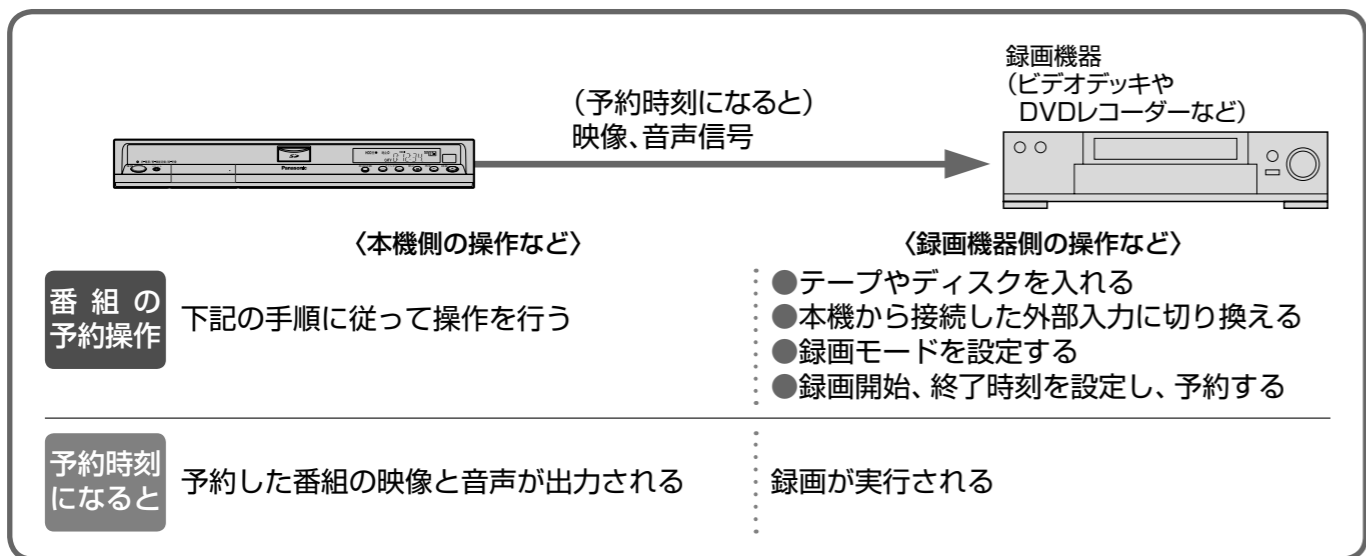 録画機器
（ビデオデッキや
DVDレコーダーなど）
（予約時刻になると）
映像、音声信号
Panasonic
〈本機側の操作など〉
〈録画機器側の操作など〉
番組の
予約操作
下記の手順に従って操作を行う
●テープやディスクを入れる
●本機から接続した外部入力に切り換える
●録画モードを設定する
●録画開始、終了時刻を設定し、予約する
予約時刻
になると
予約した番組の映像と音声が出力される
録画が実行される